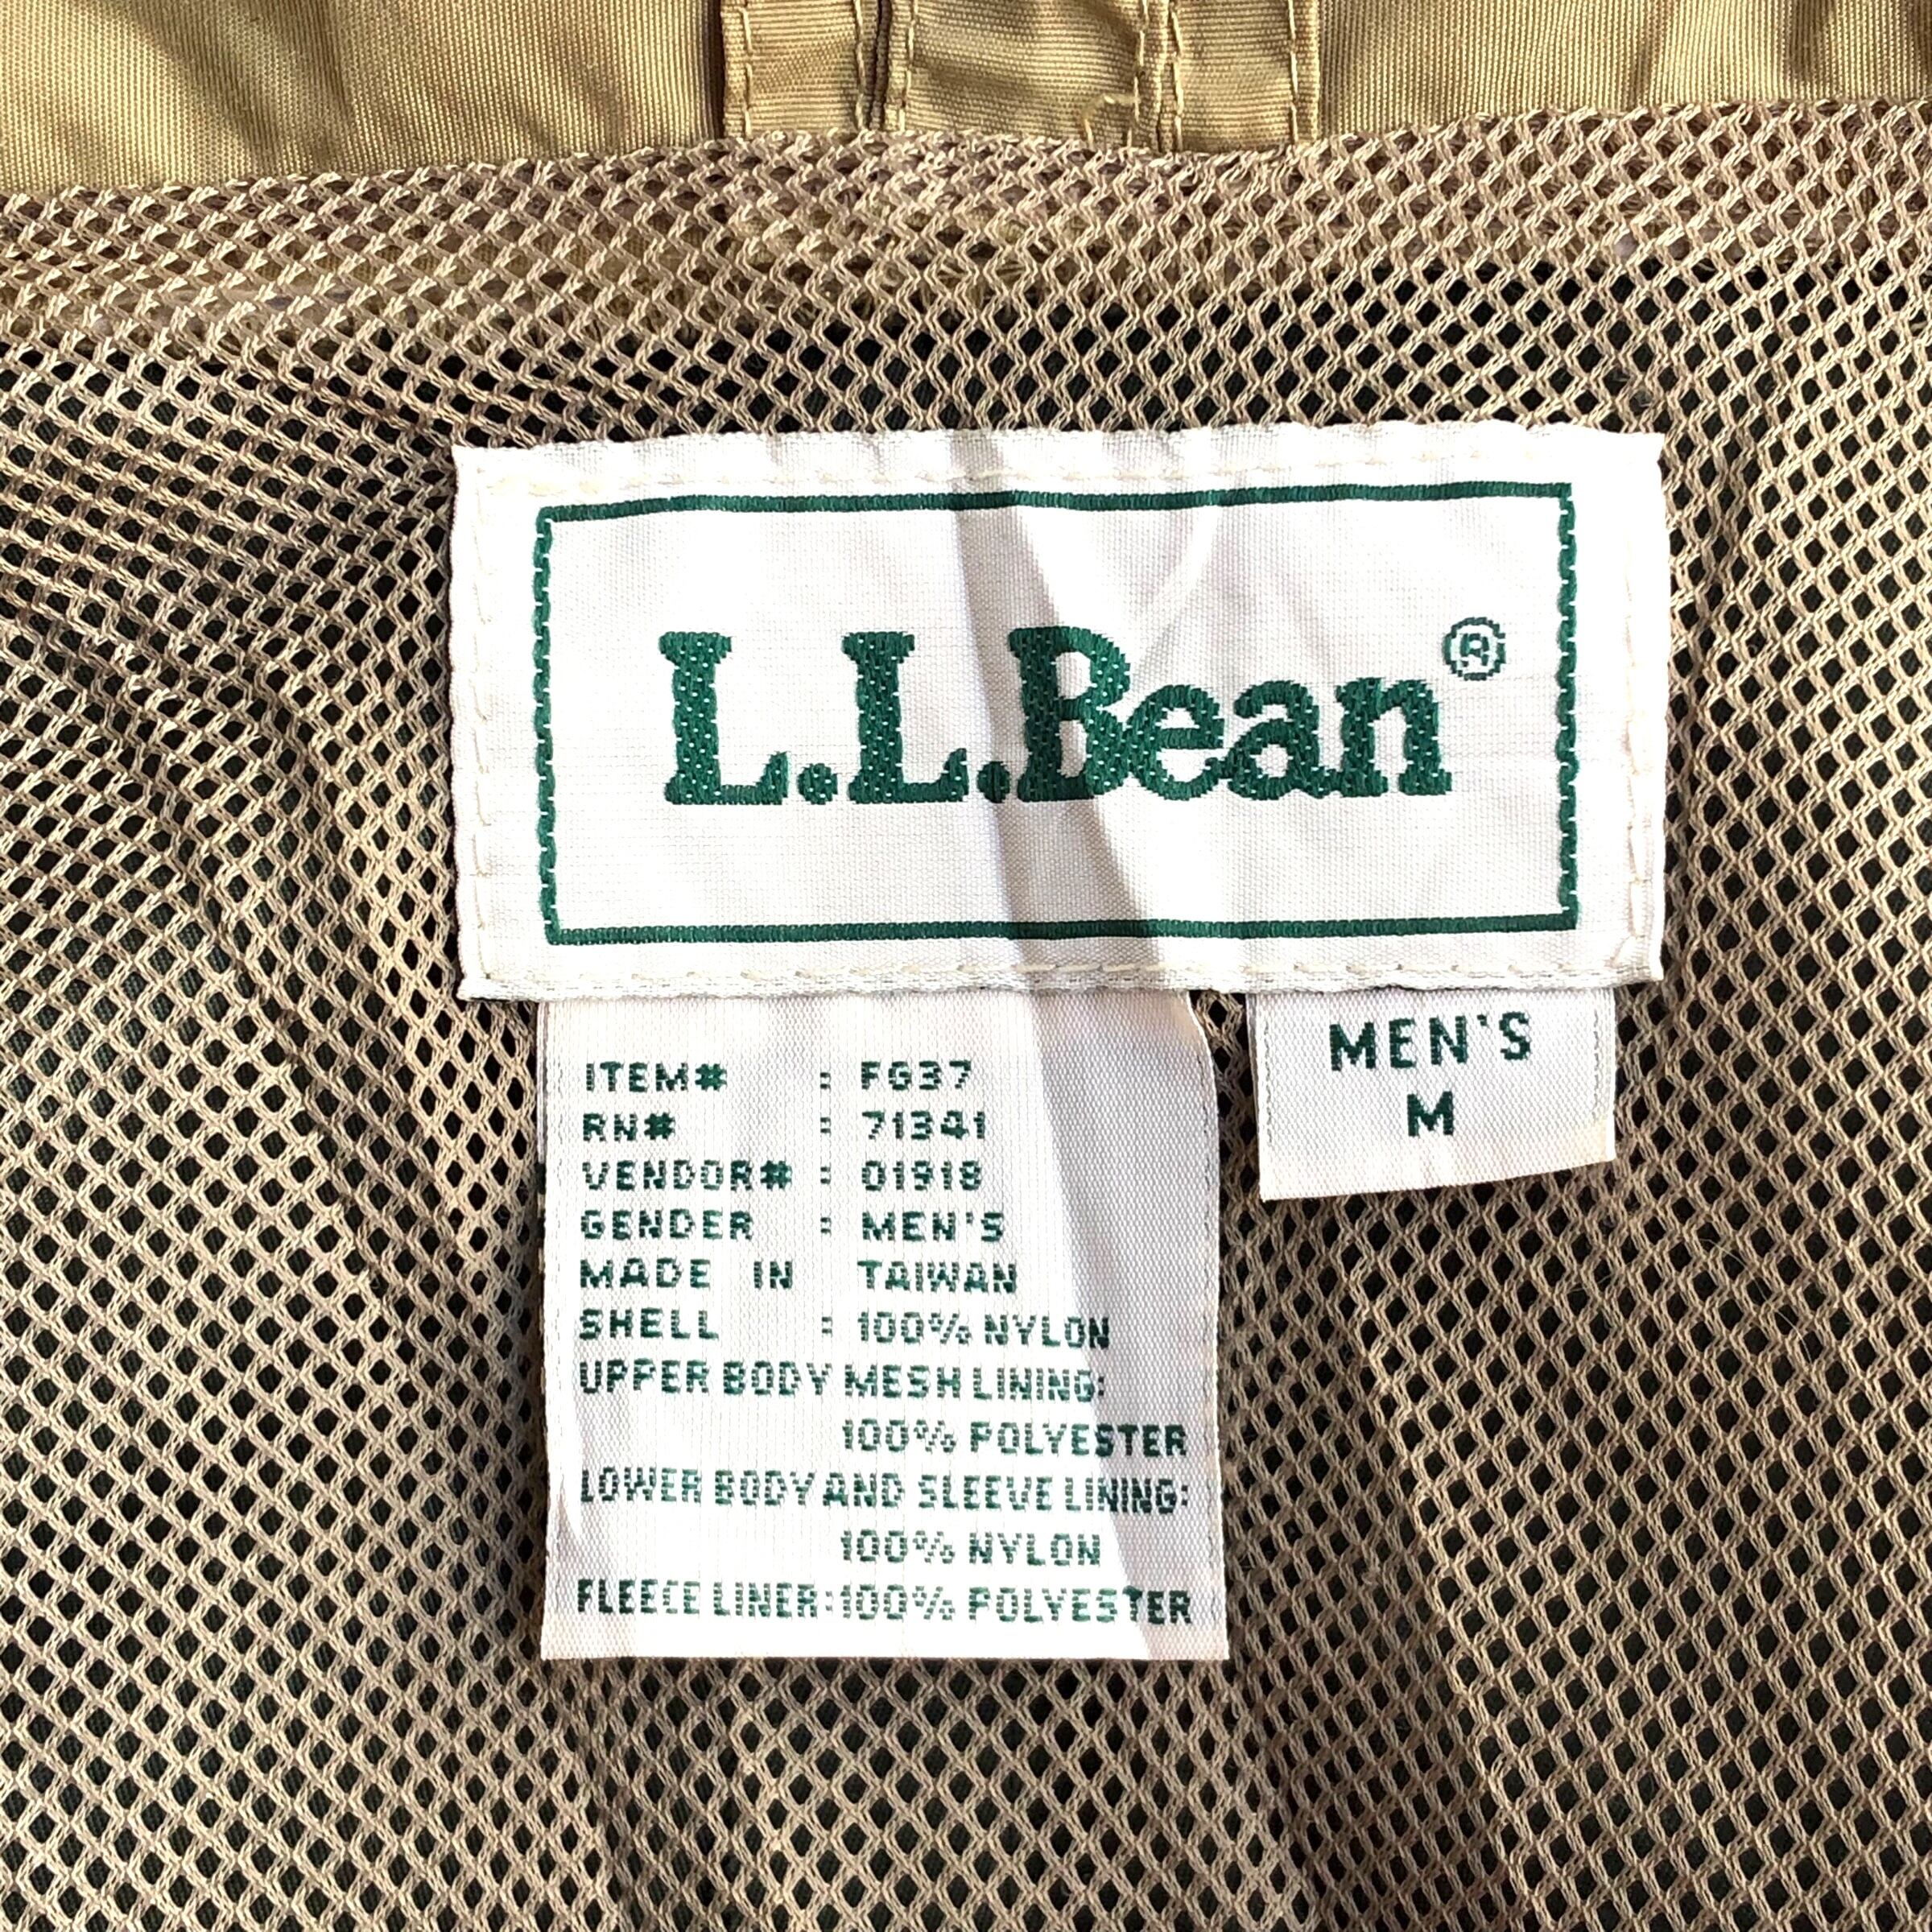 L.L.Bean®
MEN'S
M
ITEM# : FG37
RN# : 71341
VENDOR# : 01918
GENDER : MEN'S
MADE IN TAIWAN
SHELL : 100% NYLON
UPPER BODY MESH LINING:
100% POLYESTER
LOWER BODY AND SLEEVE LINING:
100% NYLON
FLEECE LINER:100% POLYESTER